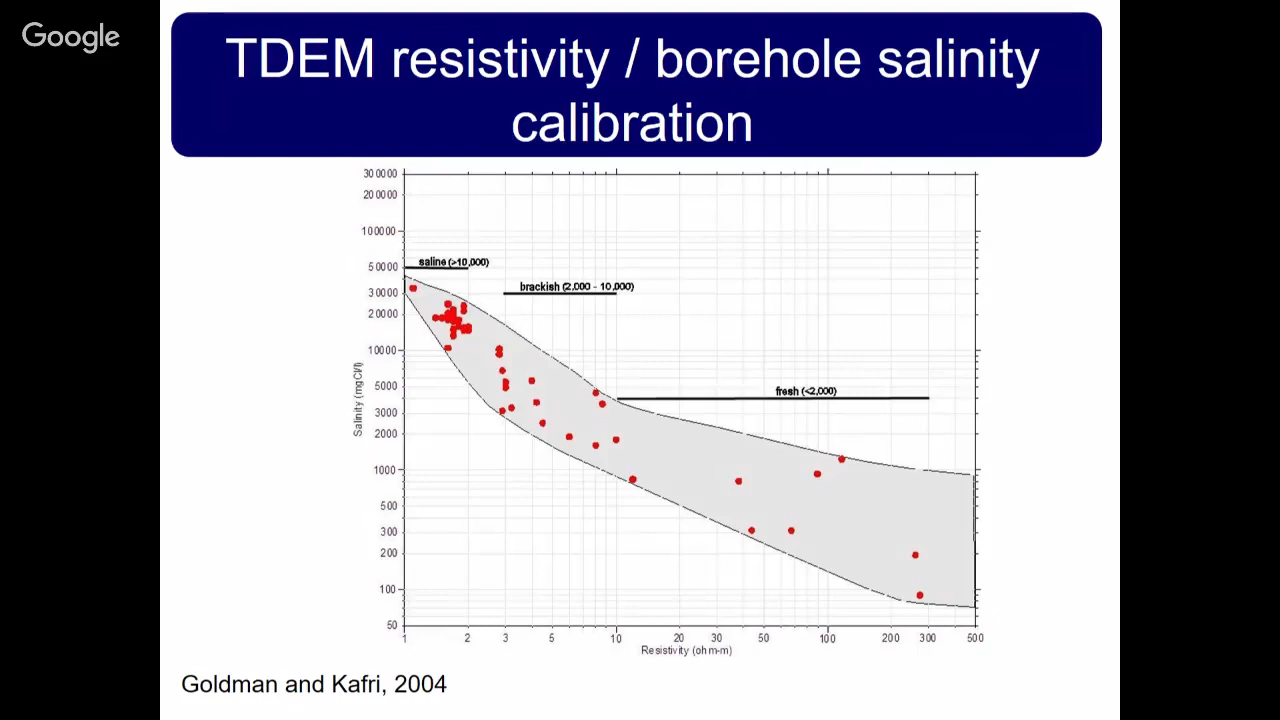 Google
TDEM resistivity / borehole salinity
calibration
300000
200000
100000
50000
30000
20000
10000
5000
3000
2000
1000
500
300
200
100
50
Salinity (mgCl/l)
saline (>10,000)
brackish (2,000 - 10,000)
fresh (<2,000)
1 2 3 5 10 20 30 50 100 200 300 500
Resistivity (ohm-m)
Goldman and Kafri, 2004